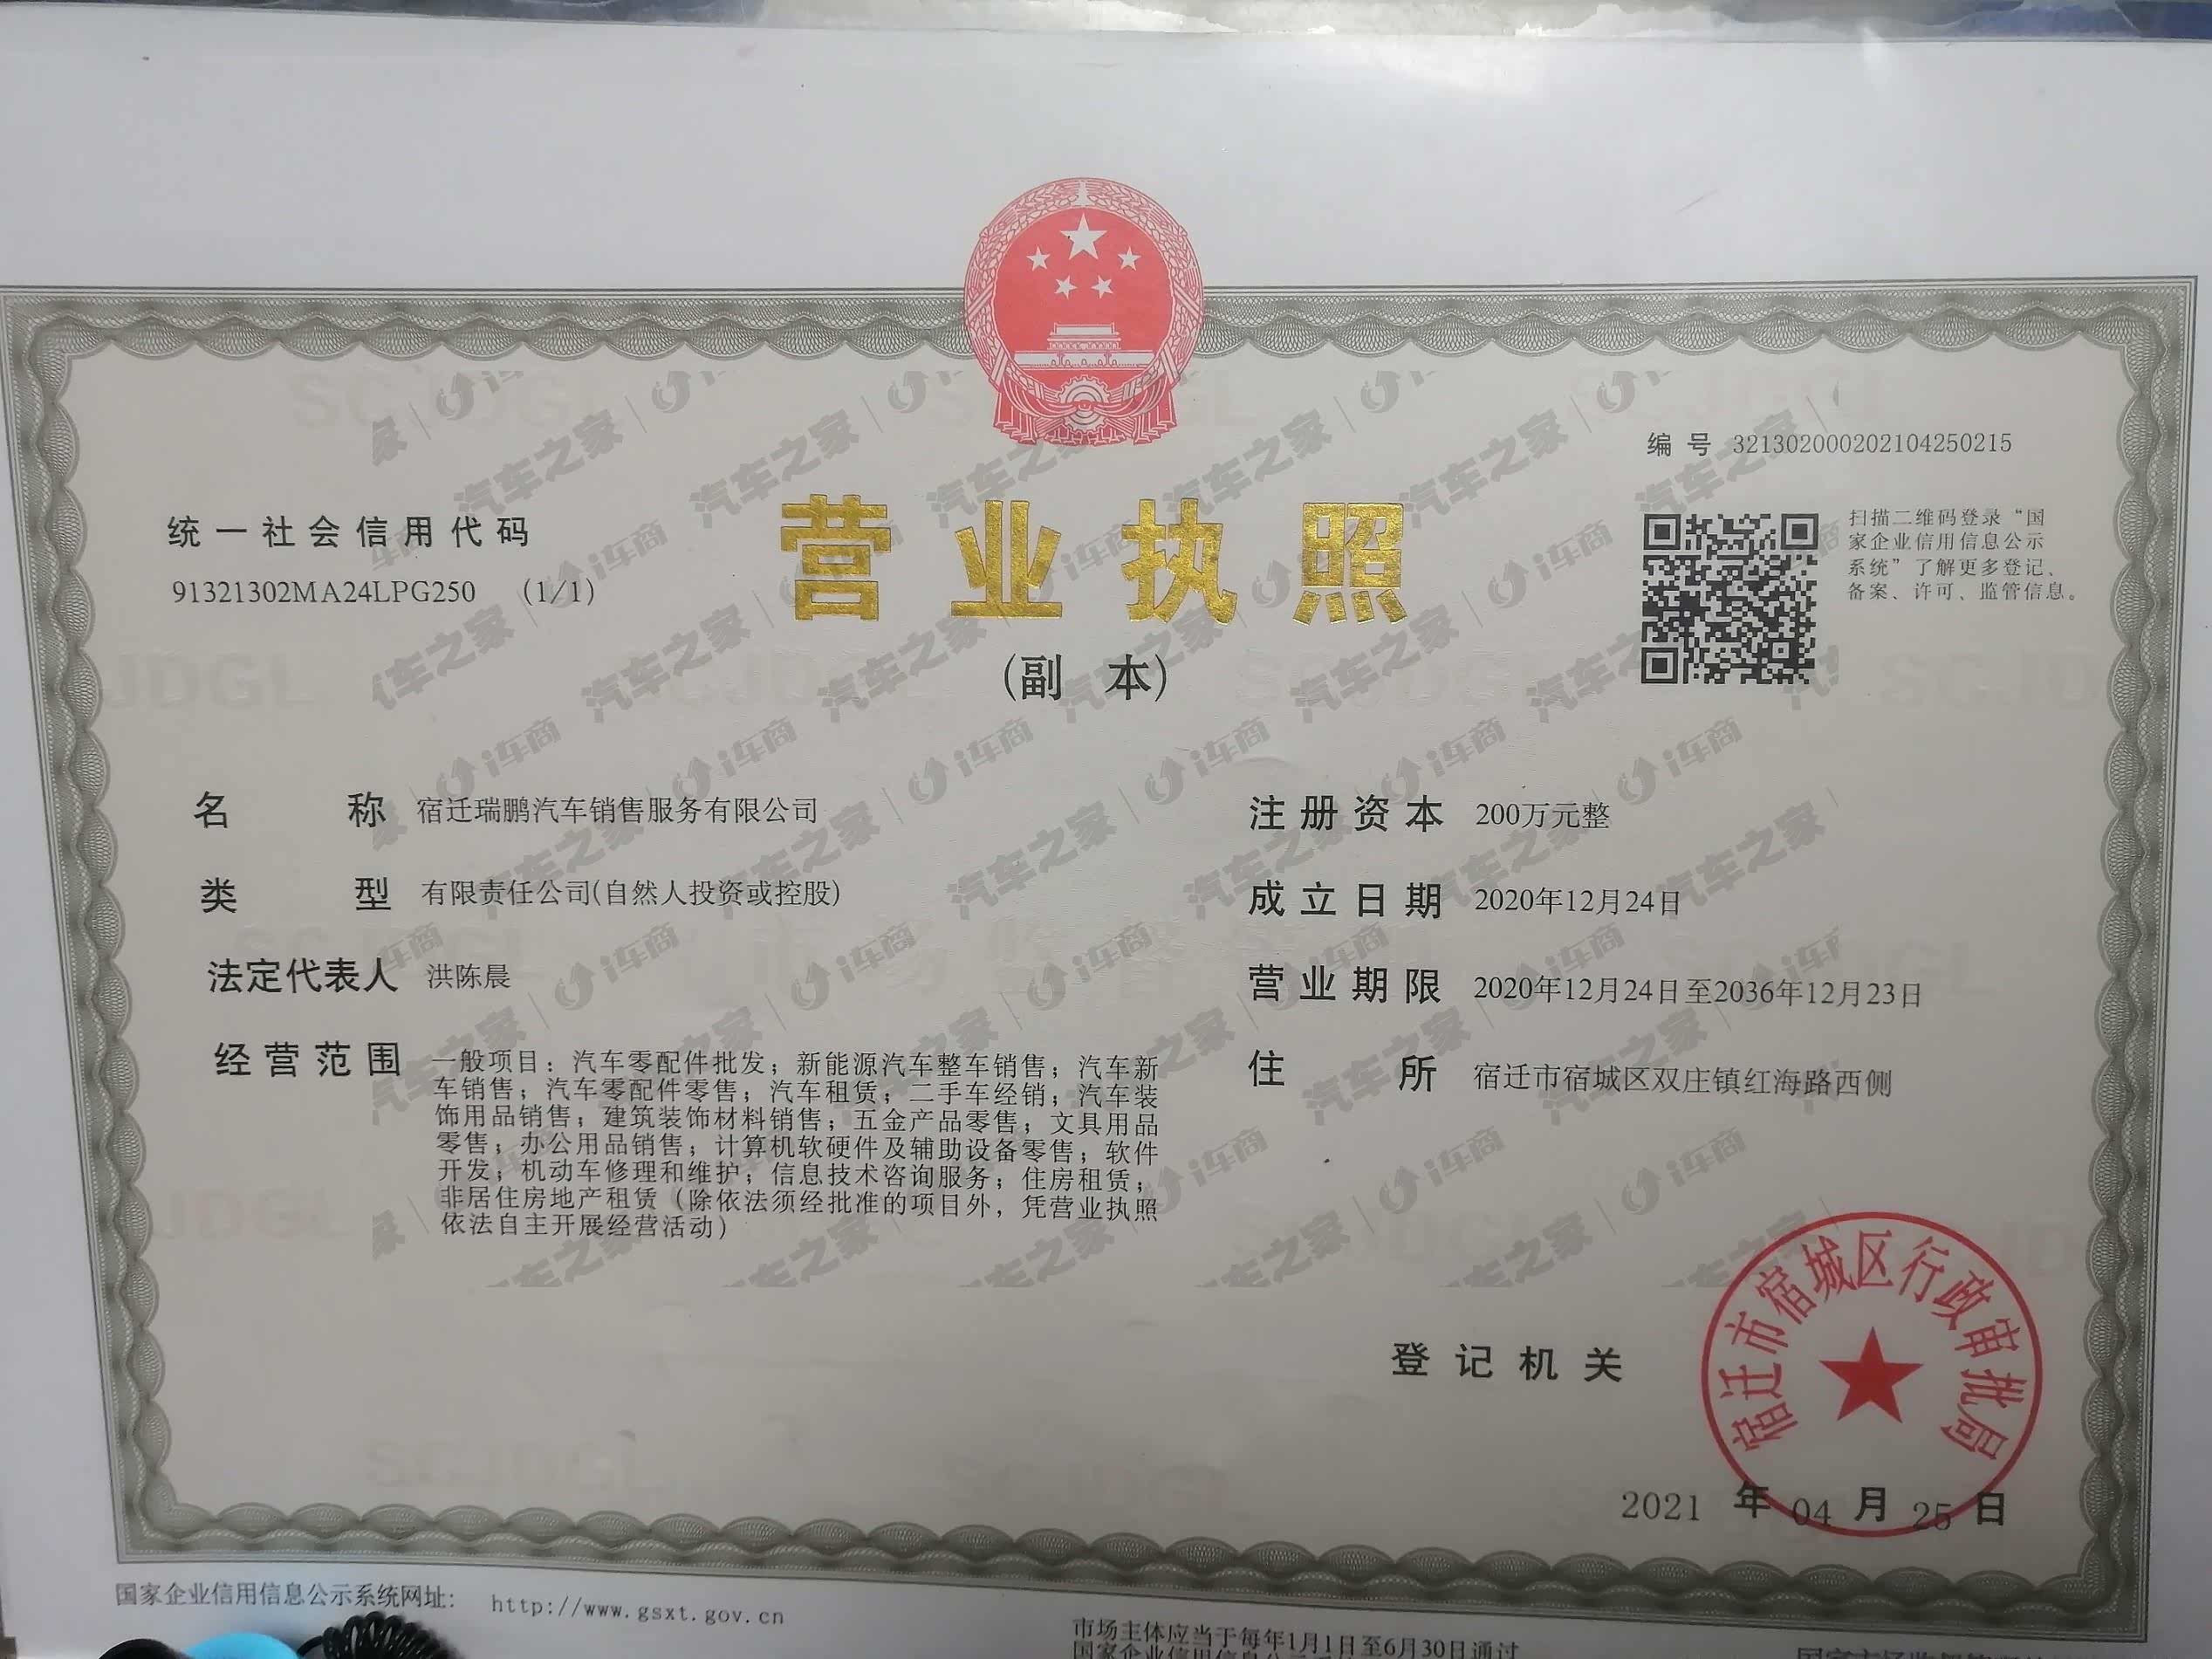 编号 321302000202104250215
统一社会信用代码
91321302MA24LPG250 (1/1)
营业执照
(副本)
扫描二维码登录“国
家企业信用信息公示
系统”了解更多登记、
备案、许可、监管信息。
名称 宿迁瑞鹏汽车销售服务有限公司
类型 有限责任公司(自然人投资或控股)
法定代表人 洪陈晨
经营范围 一般项目：汽车零配件批发；新能源汽车整车销售；汽车新
车销售；汽车零配件零售；汽车租赁；二手车经销；汽车装
饰用品销售；建筑装饰材料销售；五金产品零售；文具用品
零售；办公用品销售；计算机软硬件及辅助设备零售；软件
开发；机动车修理和维护；信息技术咨询服务；住房租赁；
非居住房地产租赁（除依法须经批准的项目外，凭营业执照
依法自主开展经营活动）
注册资本 200万元整
成立日期 2020年12月24日
营业期限 2020年12月24日至2036年12月23日
住所 宿迁市宿城区双庄镇红海路西侧
登记机关
宿迁市宿城区行政审批局
2021 年 04 月 25 日
国家企业信用信息公示系统网址： http://www.gsxt.gov.cn
市场主体应当于每年1月1日至6月30日通过
汽车之家 i车商
SCJDGL